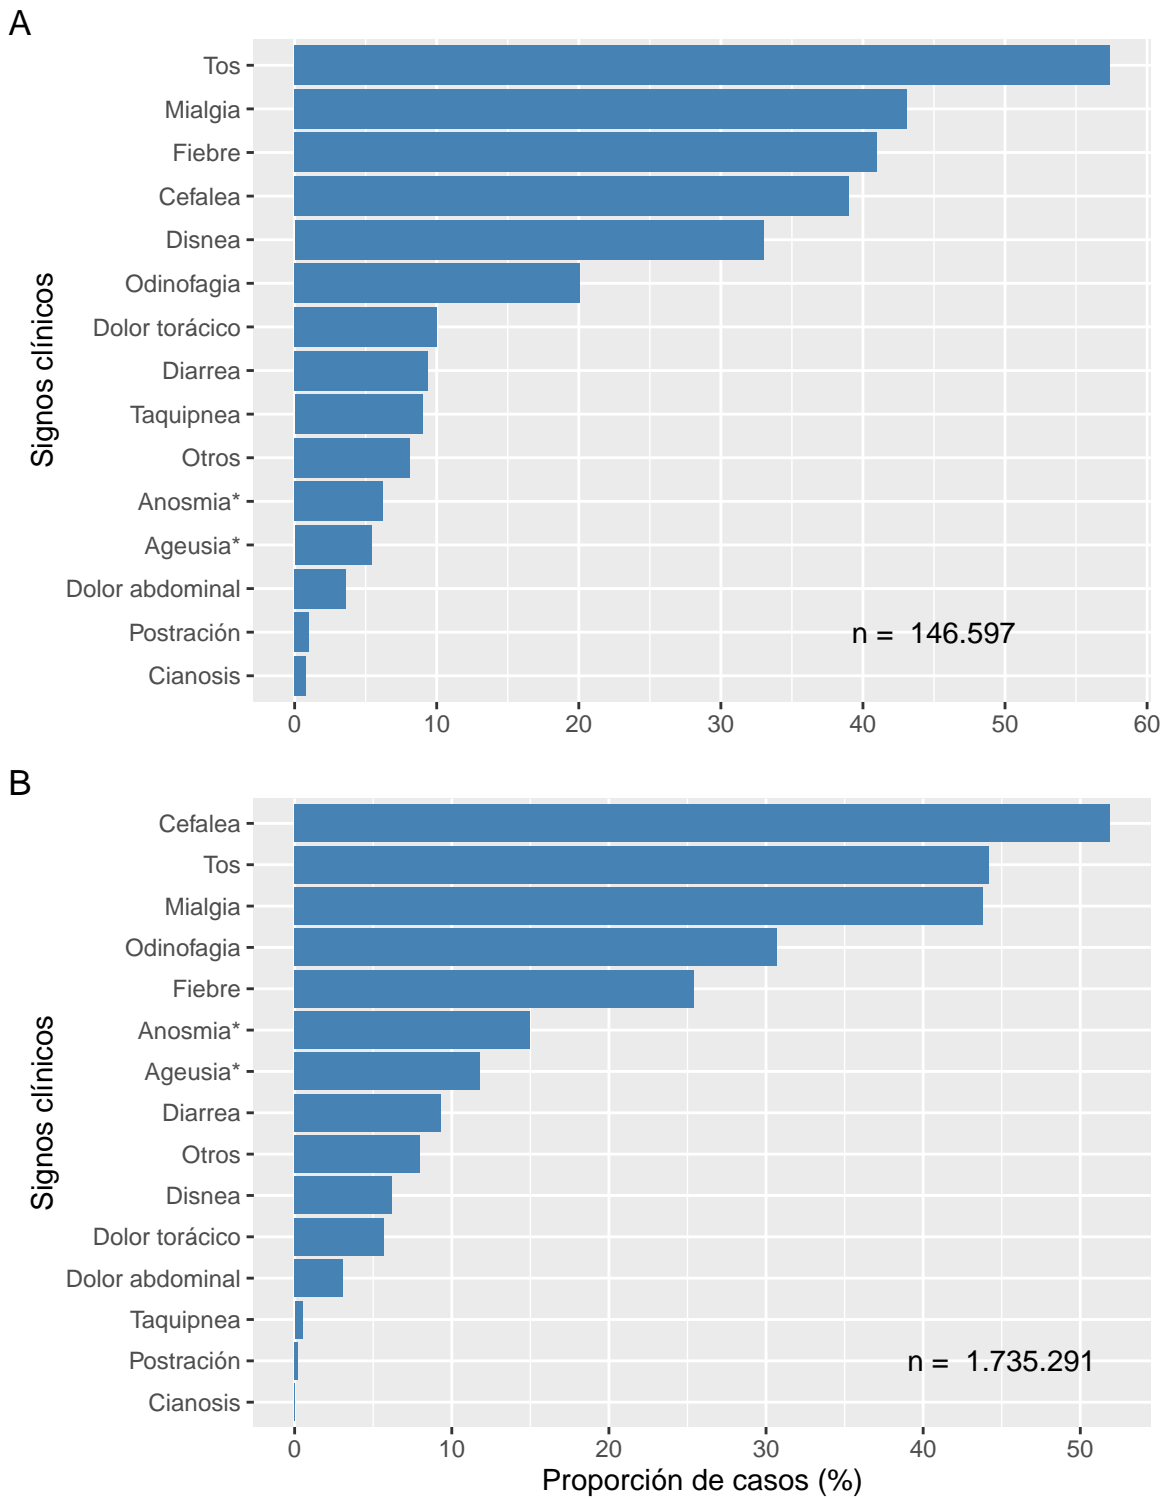 A
Signos clínicos
Tos
Mialgia
Fiebre
Cefalea
Disnea
Odinofagia
Dolor torácico
Diarrea
Taquipnea
Otros
Anosmia*
Ageusia*
Dolor abdominal
Postración
Cianosis
n = 146.597
0 10 20 30 40 50 60
B
Signos clínicos
Cefalea
Tos
Mialgia
Odinofagia
Fiebre
Anosmia*
Ageusia*
Diarrea
Otros
Disnea
Dolor torácico
Dolor abdominal
Taquipnea
Postración
Cianosis
n = 1.735.291
0 10 20 30 40 50
Proporción de casos (%)